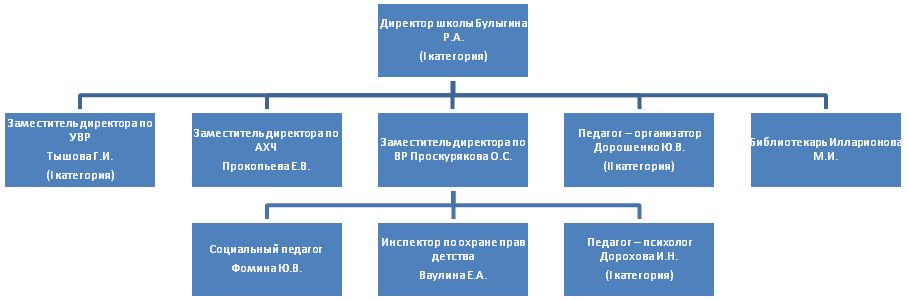 Директор школы Булыгина
Р.А.
(I категория)
Заместитель директора по
УВР
Тышова Г.И.
(I категория)
Заместитель директора по
АХЧ
Прокопьева Е.В.
Заместитель директора по
ВР Проскурякова О.С.
Педагог – организатор
Дорошенко Ю.В.
(II категория)
Библиотекарь Илларионова
М.И.
Социальный педагог
Фомина Ю.В.
Инспектор по охране прав
детства
Ваулина Е.А.
Педагог – психолог
Дорохова И.Н.
(I категория)